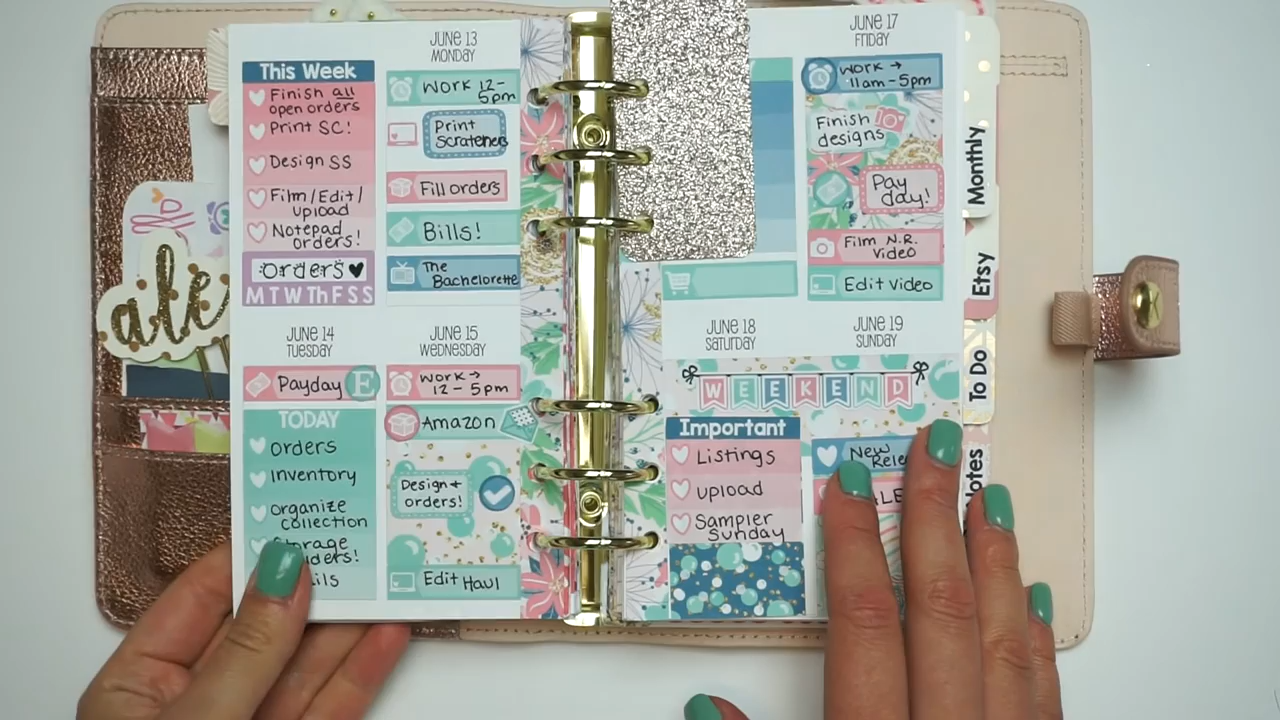 This Week
Finish all
open orders
Print SC!
Design SS
Film/Edit/
upload
Notepad
orders!
orders
M T W Th F S S
JUNE 13
MONDAY
Work 12-
5pm
Print
Fill orders
Bills!
The
Bachelorette
JUNE 14
TUESDAY
Payday E
TODAY
orders
inventory
organize
collection
JUNE 15
WEDNESDAY
Work →
12-5pm
Amazon
Design +
orders!
Edit Haul
JUNE 17
FRIDAY
Work →
11am-5pm
Finish
designs
Pay
day!
Film N.R.
video
Edit video
JUNE 18
SATURDAY
JUNE 19
SUNDAY
WEEKEND
Important
Listings
upload
Sampler
Sunday
New
Monthly
Etsy
To Do